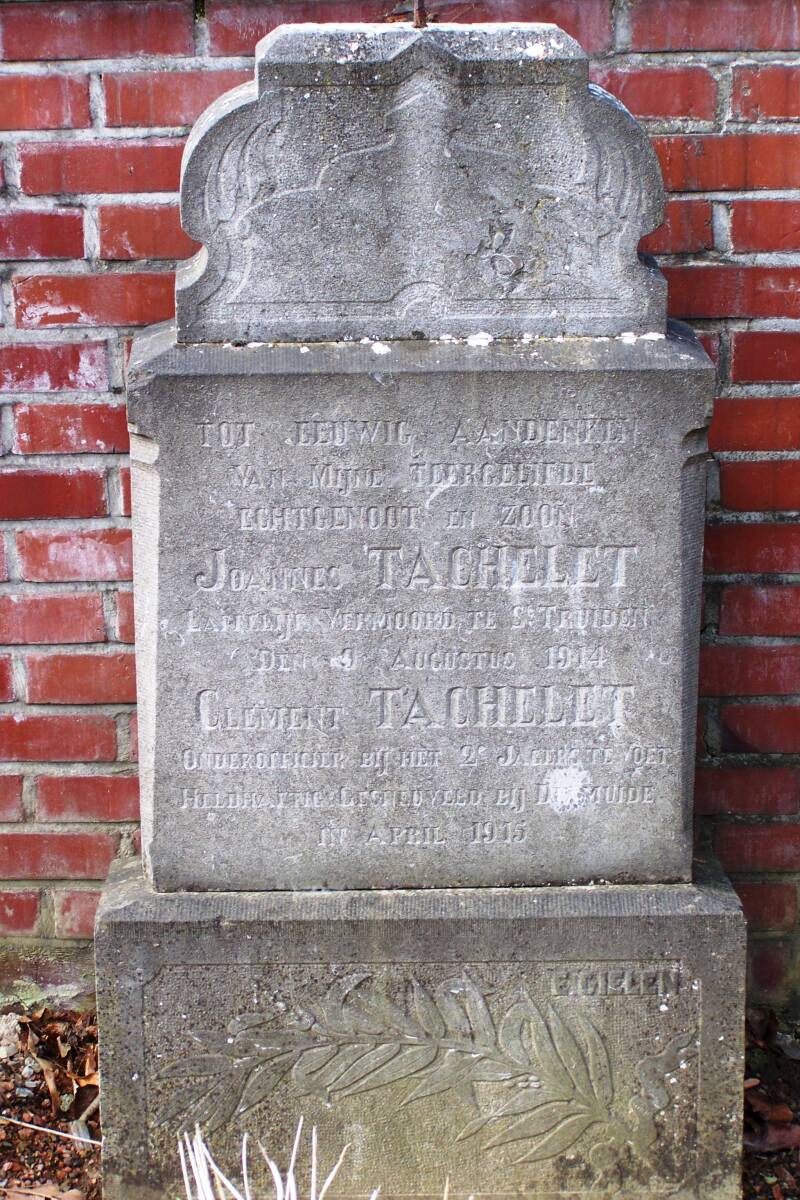 TOT EEUWIG AANDENKEN
VAN MIJNE TEERGELIEFDE
ECHTGENOOT EN ZOON
JOANNES TACHELET
LAFFELIJK VERMOORD TE ST TRUIDEN
DEN 9 AUGUSTUS 1914
CLEMENT TACHELET
ONDEROFFICIER BIJ HET 2E JAGERS TE VOET
HELDHAFTIG GESNEUVELD BIJ DIXMUIDE
IN APRIL 1915
E.GIELEN